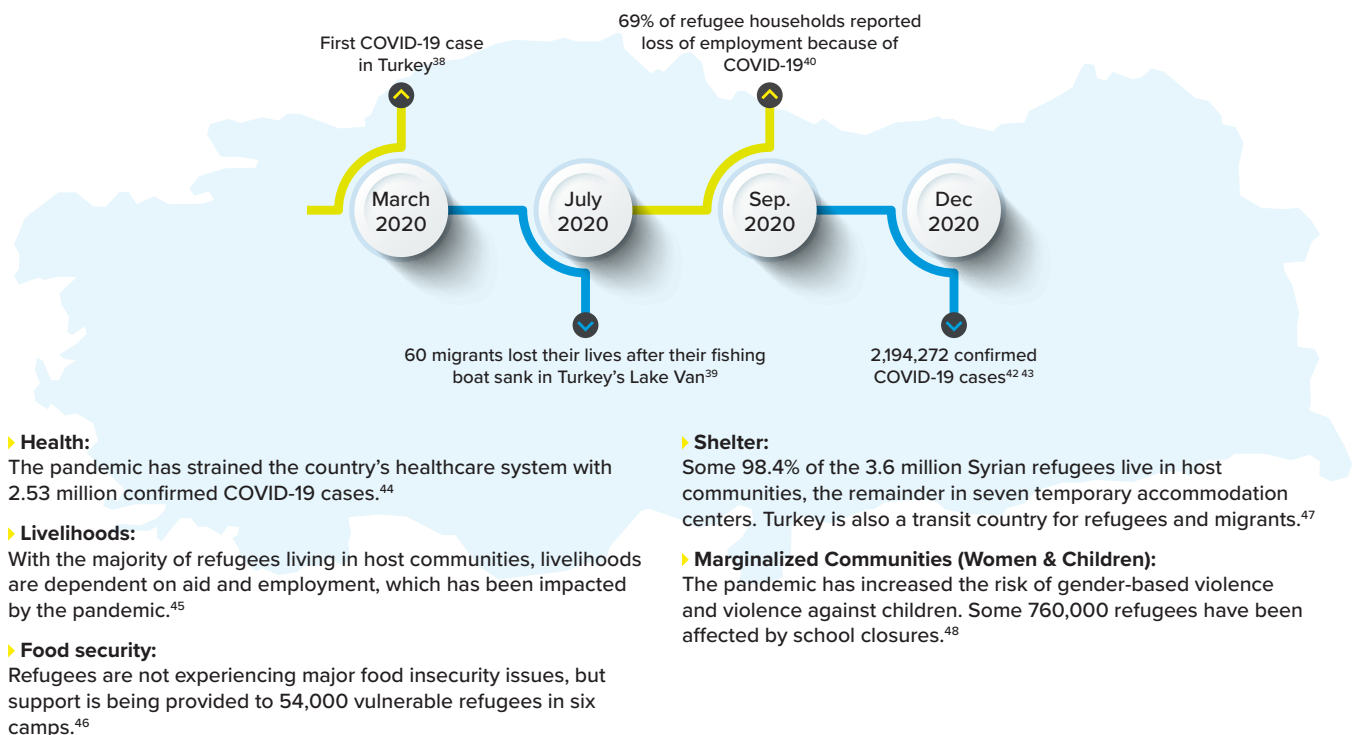 First COVID-19 case
in Turkey³⁸
69% of refugee households reported
loss of employment because of
COVID-19⁴⁰
March
2020
July
2020
Sep.
2020
Dec
2020
60 migrants lost their lives after their fishing
boat sank in Turkey’s Lake Van³⁹
2,194,272 confirmed
COVID-19 cases⁴² ⁴³
Health:
The pandemic has strained the country’s healthcare system with
2.53 million confirmed COVID-19 cases.⁴⁴
Livelihoods:
With the majority of refugees living in host communities, livelihoods
are dependent on aid and employment, which has been impacted
by the pandemic.⁴⁵
Food security:
Refugees are not experiencing major food insecurity issues, but
support is being provided to 54,000 vulnerable refugees in six
camps.⁴⁶
Shelter:
Some 98.4% of the 3.6 million Syrian refugees live in host
communities, the remainder in seven temporary accommodation
centers. Turkey is also a transit country for refugees and migrants.⁴⁷
Marginalized Communities (Women & Children):
The pandemic has increased the risk of gender-based violence
and violence against children. Some 760,000 refugees have been
affected by school closures.⁴⁸